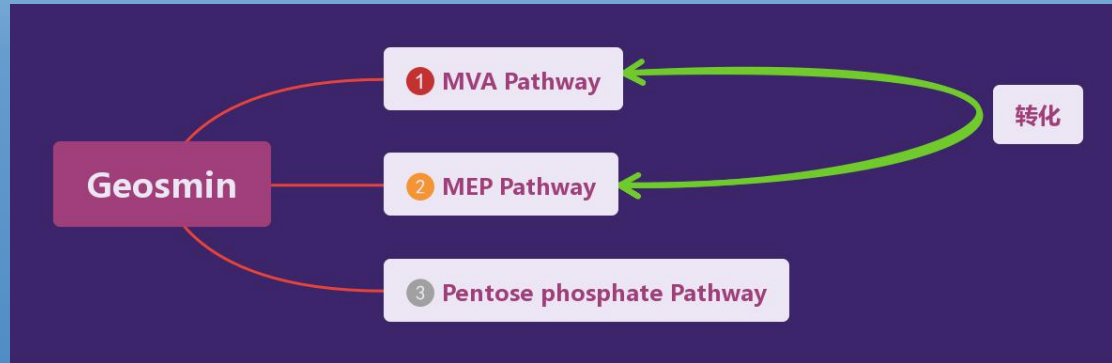 Geosmin
1 MVA Pathway
2 MEP Pathway
3 Pentose phosphate Pathway
转化